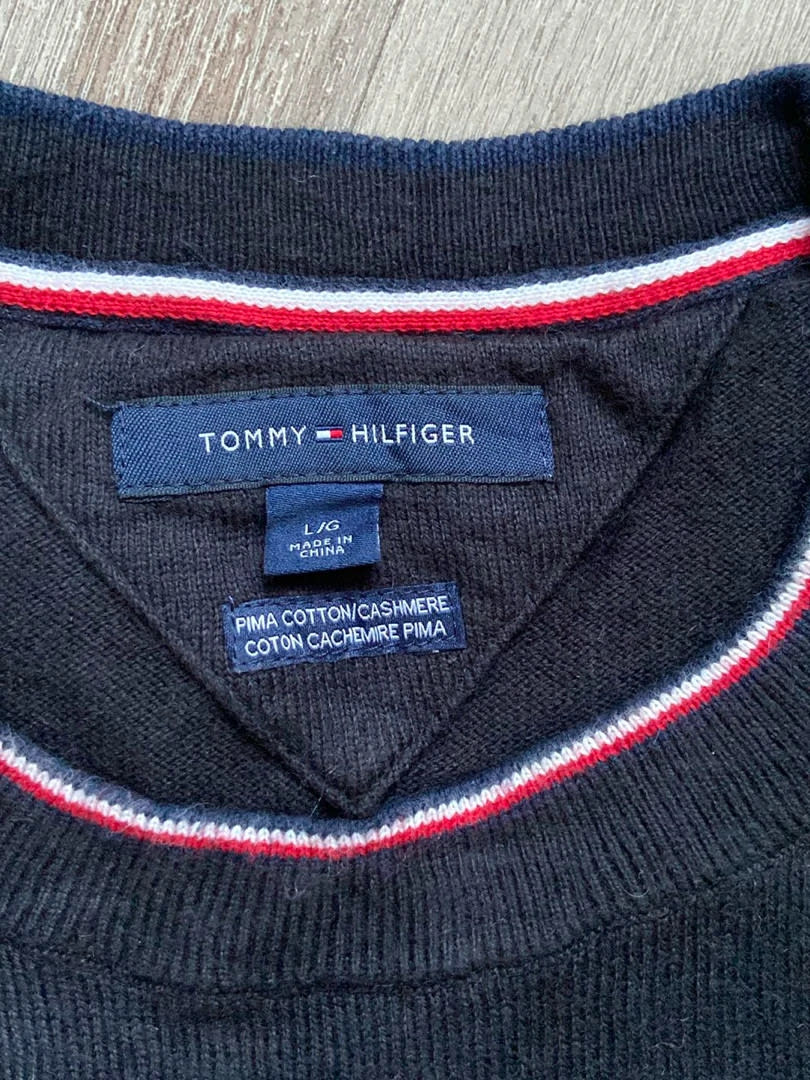 TOMMY HILFIGER
L/G
MADE IN
CHINA
PIMA COTTON/CASHMERE
COTON CACHEMIRE PIMA